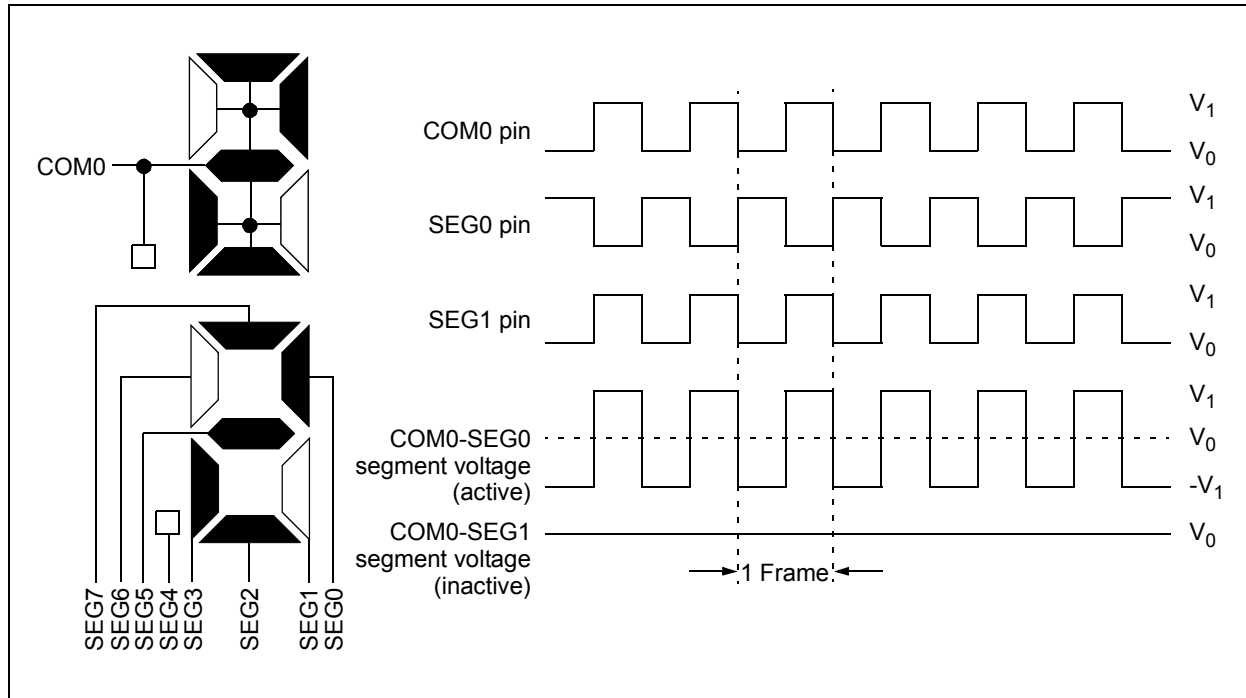 COM0
SEG7
SEG6
SEG5
SEG4
SEG3
SEG2
SEG1
SEG0
COM0 pin
V1
V0
SEG0 pin
V1
V0
SEG1 pin
V1
V0
COM0-SEG0
segment voltage
(active)
V1
V0
-V1
COM0-SEG1
segment voltage
(inactive)
V0
1 Frame